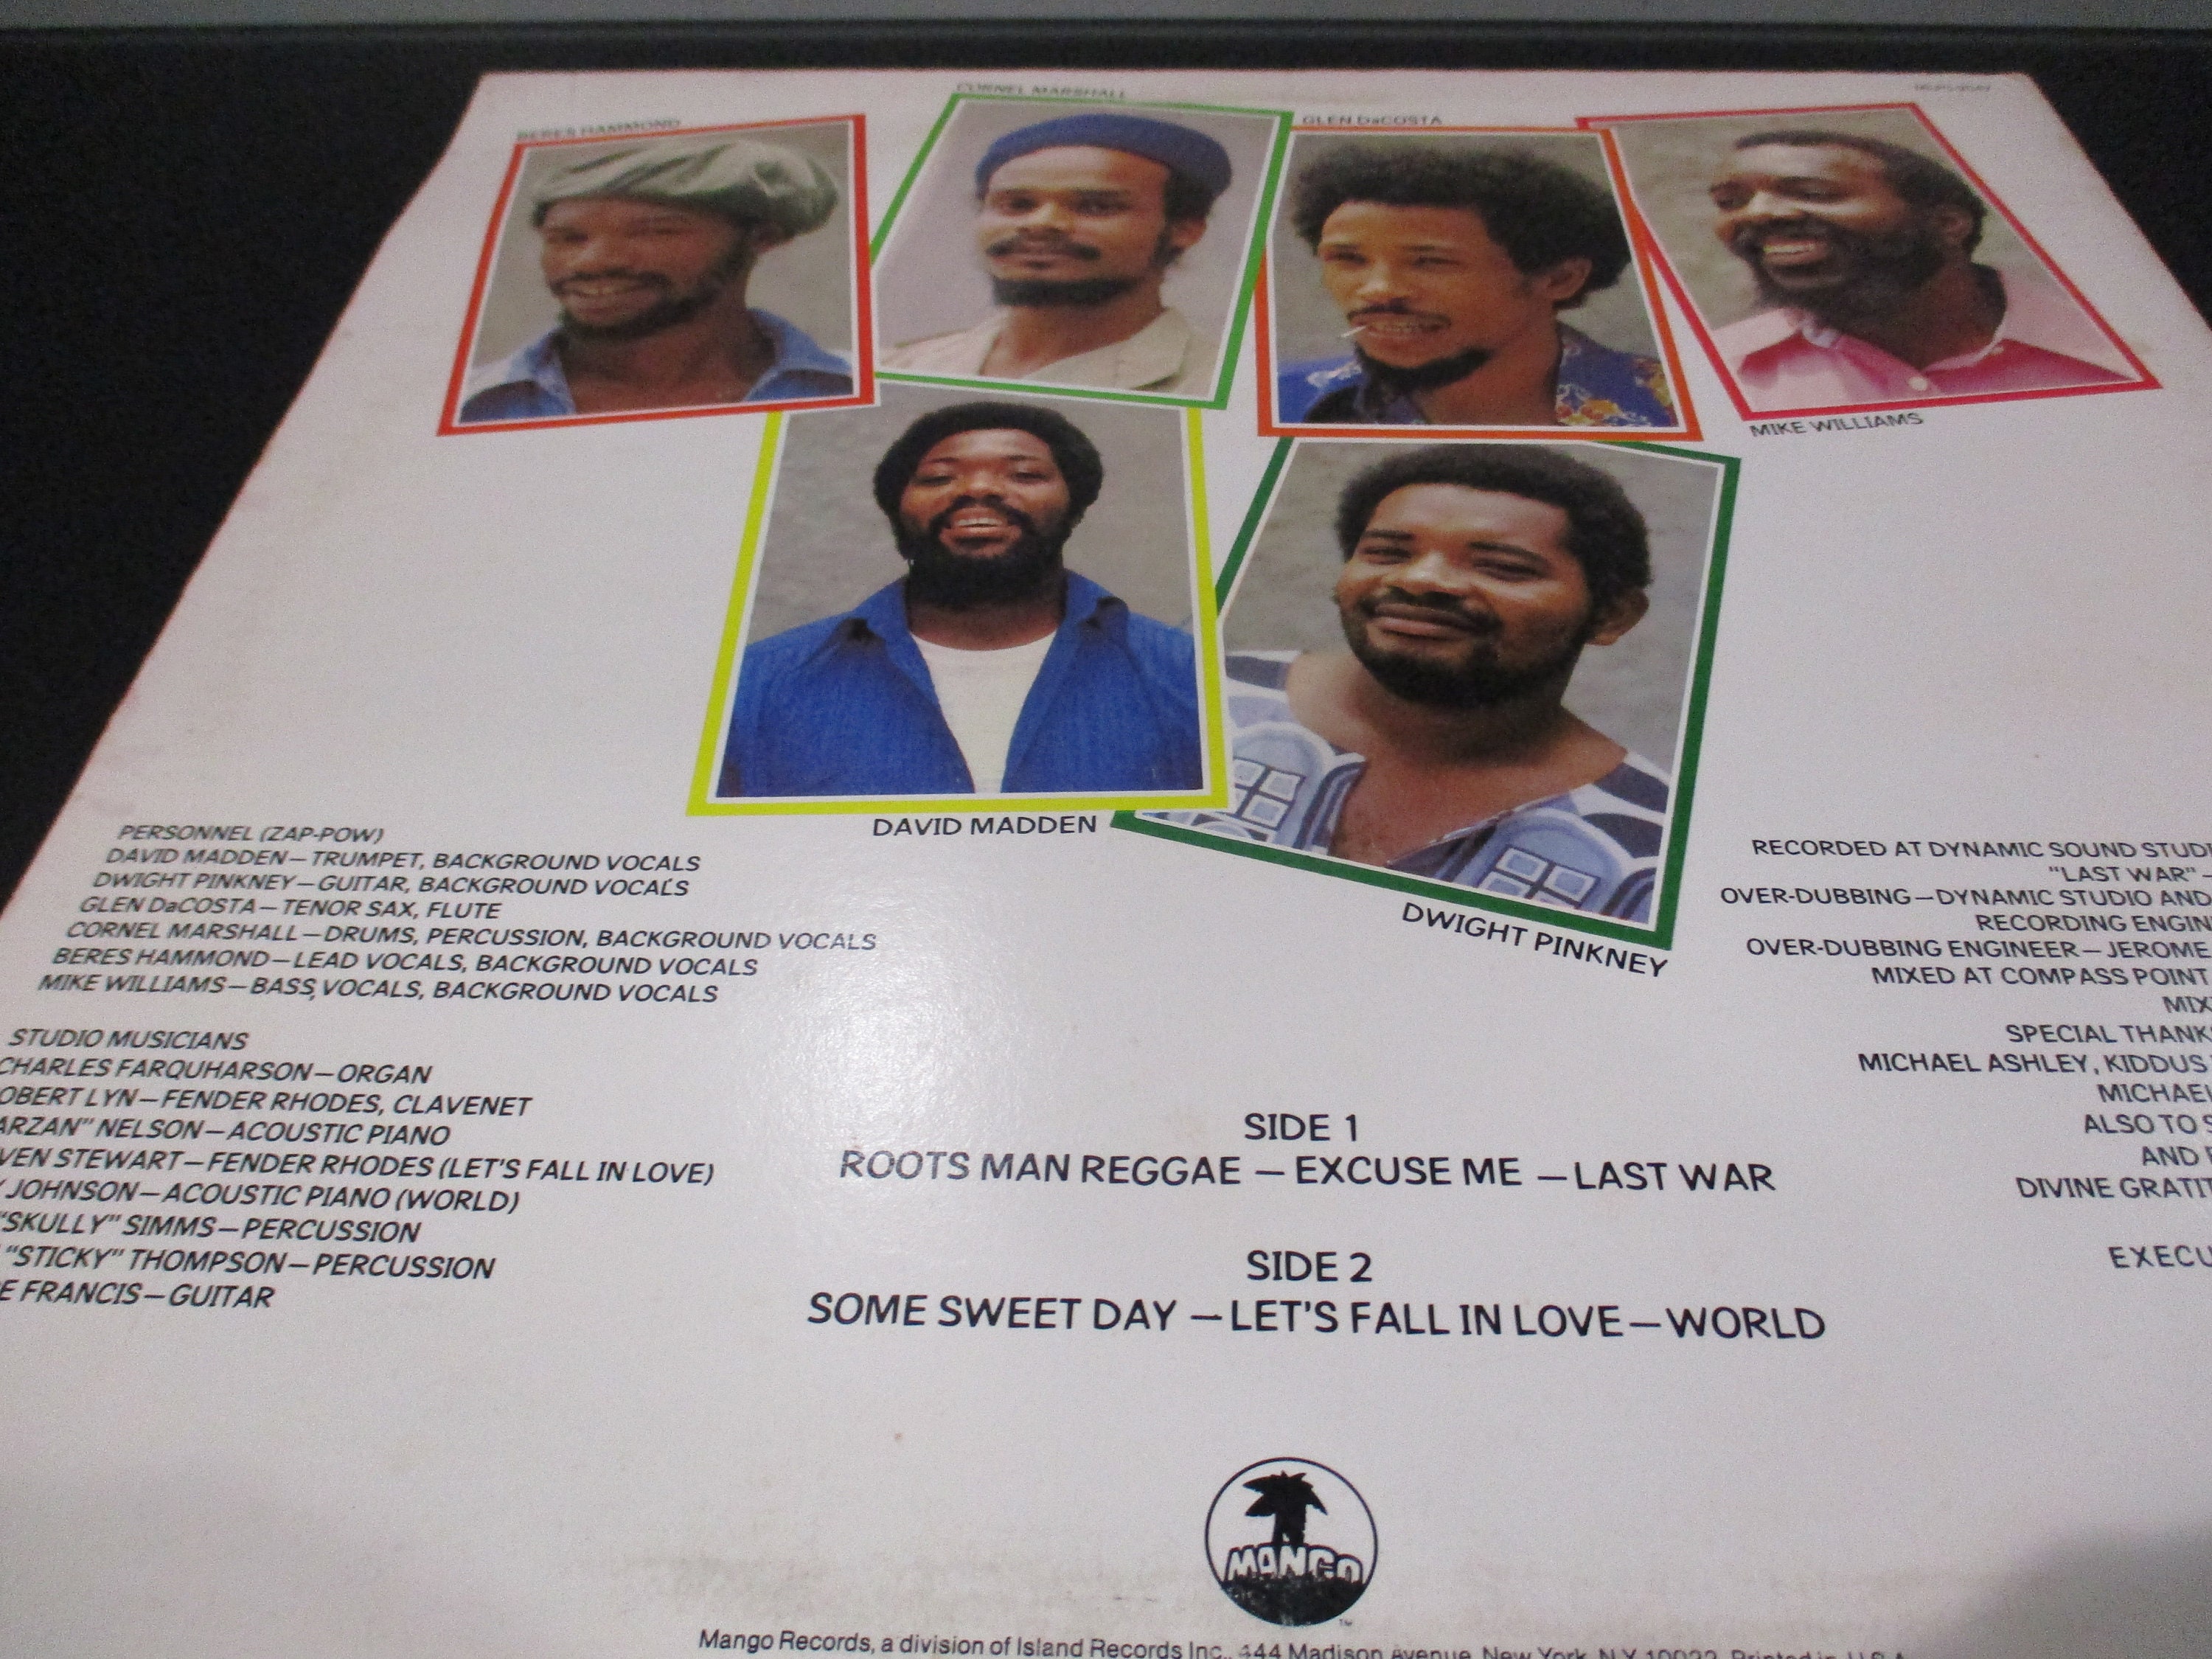 CORNEL MARSHALL
BERES HAMMOND
GLEN DaCOSTA
MIKE WILLIAMS
DAVID MADDEN
DWIGHT PINKNEY
PERSONNEL (ZAP-POW)
DAVID MADDEN—TRUMPET, BACKGROUND VOCALS
DWIGHT PINKNEY—GUITAR, BACKGROUND VOCALS
GLEN DaCOSTA—TENOR SAX, FLUTE
CORNEL MARSHALL—DRUMS, PERCUSSION, BACKGROUND VOCALS
BERES HAMMOND—LEAD VOCALS, BACKGROUND VOCALS
MIKE WILLIAMS—BASS, VOCALS, BACKGROUND VOCALS
STUDIO MUSICIANS
CHARLES FARQUHARSON—ORGAN
OBERT LYN—FENDER RHODES, CLAVENET
ARZAN" NELSON—ACOUSTIC PIANO
VEN STEWART—FENDER RHODES (LET'S FALL IN LOVE)
JOHNSON—ACOUSTIC PIANO (WORLD)
"SKULLY" SIMMS—PERCUSSION
"STICKY" THOMPSON—PERCUSSION
E FRANCIS—GUITAR
SIDE 1
ROOTS MAN REGGAE — EXCUSE ME — LAST WAR
SIDE 2
SOME SWEET DAY — LET'S FALL IN LOVE — WORLD
RECORDED AT DYNAMIC SOUND STUDI
"LAST WAR" —
OVER-DUBBING—DYNAMIC STUDIO AND
RECORDING ENGIN
OVER-DUBBING ENGINEER—JEROME
MIXED AT COMPASS POINT
MIX
SPECIAL THANK
MICHAEL ASHLEY, KIDDUS
MICHAEL
ALSO TO S
AND
DIVINE GRATIT
EXECU
MANGO
TM
Mango Records, a division of Island Records Inc., 444 Madison Avenue, New York, N.Y. 10022. Printed in U.S.A.